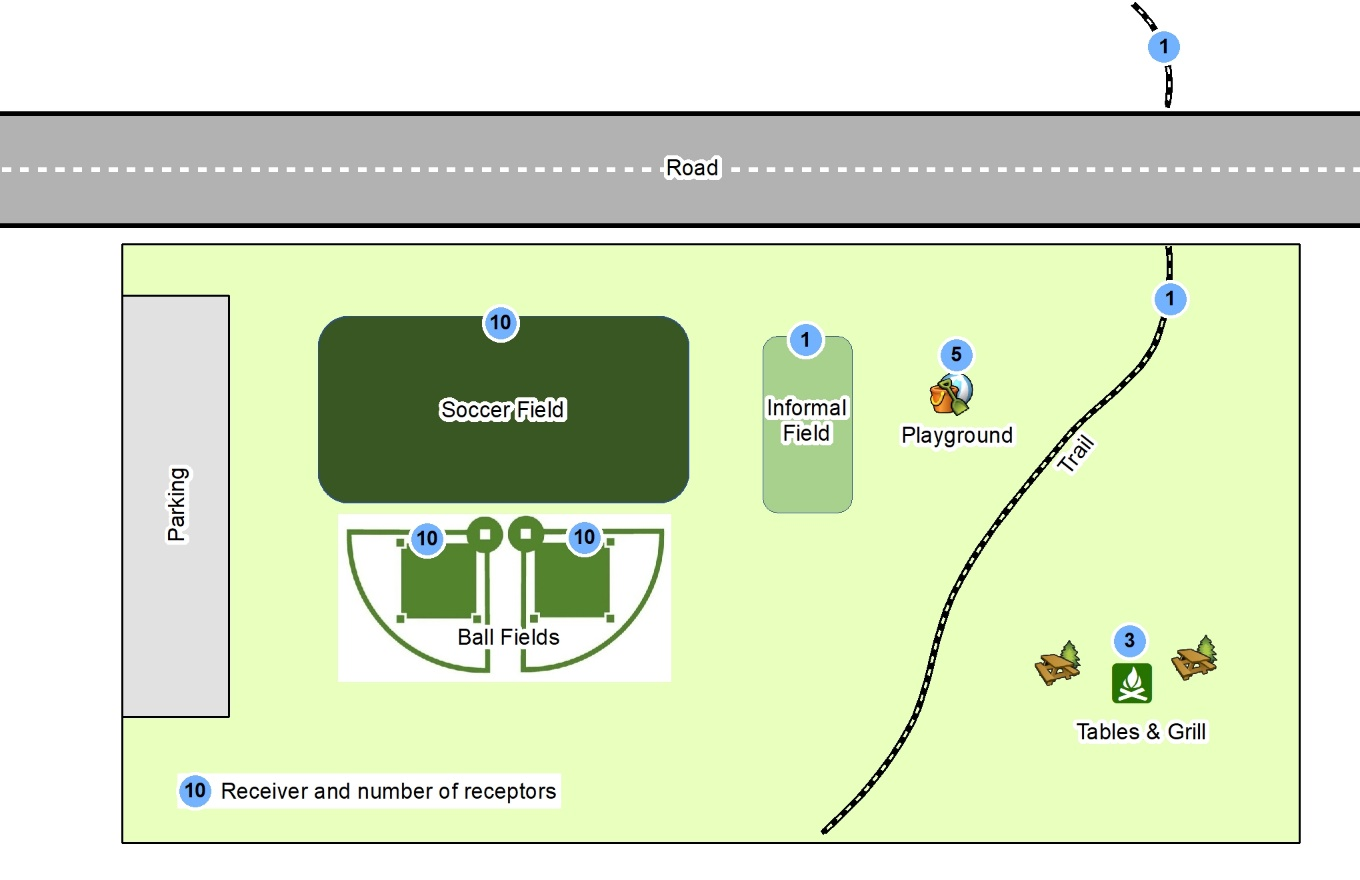 1
Road
1
10
1
5
Soccer Field
Informal
Field
Playground
Trail
Parking
10
10
Ball Fields
3
Tables & Grill
10 Receiver and number of receptors